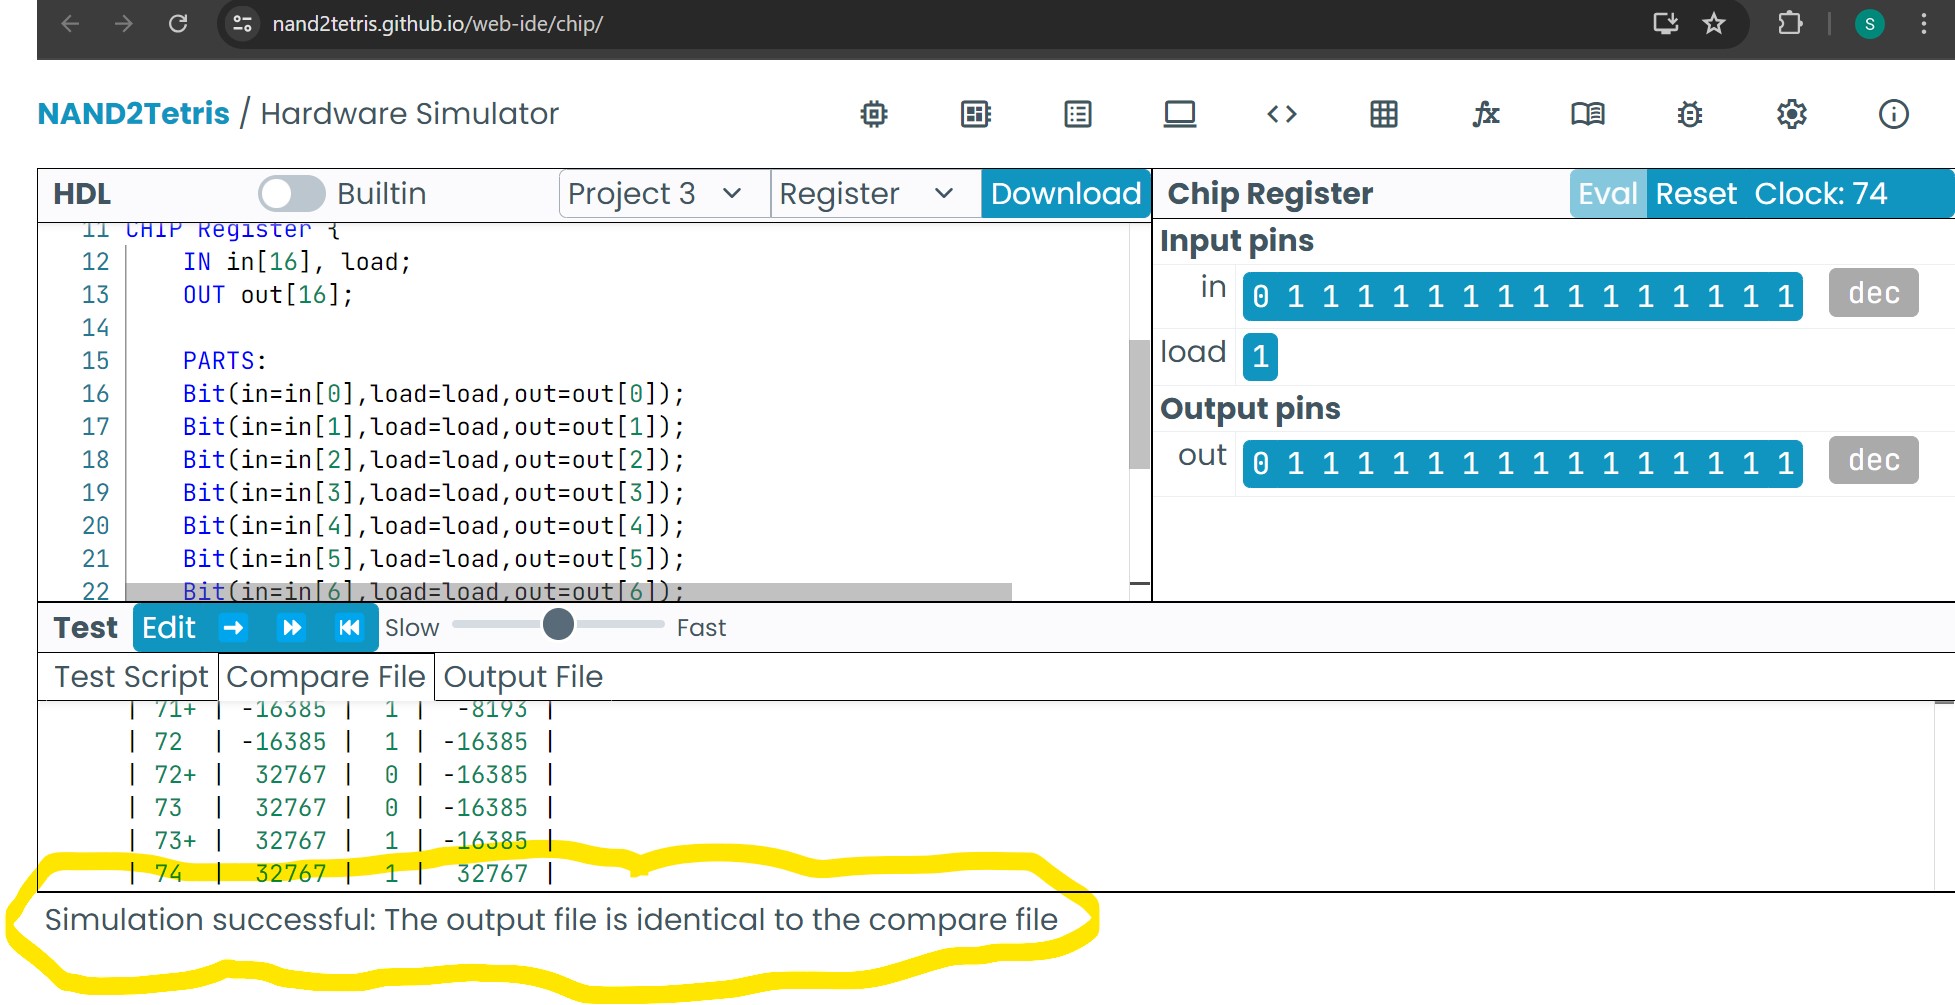 nand2tetris.github.io/web-ide/chip/
S
NAND2Tetris / Hardware Simulator
HDL Builtin Project 3 Register Download
11 CHIP Register {
12 IN in[16], load;
13 OUT out[16];
14
15 PARTS:
16 Bit(in=in[0],load=load,out=out[0]);
17 Bit(in=in[1],load=load,out=out[1]);
18 Bit(in=in[2],load=load,out=out[2]);
19 Bit(in=in[3],load=load,out=out[3]);
20 Bit(in=in[4],load=load,out=out[4]);
21 Bit(in=in[5],load=load,out=out[5]);
22 Bit(in=in[6],load=load,out=out[6]);
Chip Register Eval Reset Clock: 74
Input pins
in 0 1 1 1 1 1 1 1 1 1 1 1 1 1 1 1 dec
load 1
Output pins
out 0 1 1 1 1 1 1 1 1 1 1 1 1 1 1 1 dec
Test Edit Slow Fast
Test Script Compare File Output File
| 71+ | -16385 | 1 | -8193 |
| 72 | -16385 | 1 | -16385 |
| 72+ | 32767 | 0 | -16385 |
| 73 | 32767 | 0 | -16385 |
| 73+ | 32767 | 1 | -16385 |
| 74 | 32767 | 1 | 32767 |
Simulation successful: The output file is identical to the compare file